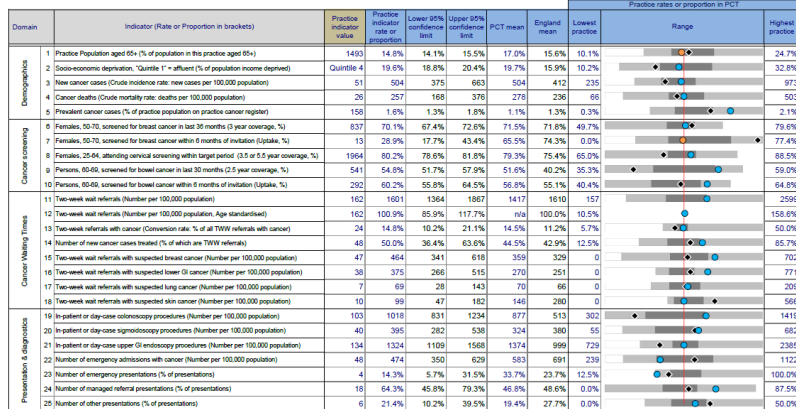 Practice rates or proportion in PCT
Domain Indicator (Rate or Proportion in brackets) Practice indicator value Practice indicator rate or proportion Lower 95% confidence limit Upper 95% confidence limit PCT mean England mean Lowest practice Range Highest practice
Demographics
1 Practice Population aged 65+ (% of population in this practice aged 65+) 1493 14.8% 14.1% 15.5% 17.0% 15.6% 10.1% 24.7%
2 Socio-economic deprivation, "Quintile 1" = affluent (% of population income deprived) Quintile 4 19.6% 18.8% 20.4% 19.7% 15.9% 10.2% 32.8%
3 New cancer cases (Crude incidence rate: new cases per 100,000 population) 51 504 375 663 504 412 235 973
4 Cancer deaths (Crude mortality rate: deaths per 100,000 population) 26 257 168 376 278 236 66 503
5 Prevalent cancer cases (% of practice population on practice cancer register) 158 1.6% 1.3% 1.8% 1.1% 1.3% 0.3% 2.1%
Cancer screening
6 Females, 50-70, screened for breast cancer in last 36 months (3 year coverage, %) 837 70.1% 67.4% 72.6% 71.5% 71.8% 49.7% 79.6%
7 Females, 50-70, screened for breast cancer within 6 months of invitation (Uptake, %) 13 28.9% 17.7% 43.4% 65.5% 74.3% 0.0% 77.4%
8 Females, 25-64, attending cervical screening within target period (3.5 or 5.5 year coverage, %) 1964 80.2% 78.6% 81.8% 79.3% 75.4% 65.0% 88.5%
9 Persons, 60-69, screened for bowel cancer in last 30 months (2.5 year coverage, %) 541 54.8% 51.7% 57.9% 51.6% 40.2% 35.3% 59.0%
10 Persons, 60-69, screened for bowel cancer within 6 months of invitation (Uptake, %) 292 60.2% 55.8% 64.5% 56.8% 55.1% 40.4% 64.8%
Cancer Waiting Times
11 Two-week wait referrals (Number per 100,000 population) 162 1601 1364 1867 1417 1610 157 2599
12 Two-week wait referrals (Number per 100,000 population, Age standardised) 162 100.9% 85.9% 117.7% n/a 100.0% 10.5% 158.6%
13 Two-week referrals with cancer (Conversion rate: % of all TWW referrals with cancer) 24 14.8% 10.2% 21.1% 14.5% 11.2% 5.7% 50.0%
14 Number of new cancer cases treated (% of which are TWW referrals) 48 50.0% 36.4% 63.6% 44.5% 42.9% 12.5% 85.7%
15 Two-week wait referrals with suspected breast cancer (Number per 100,000 population) 47 464 341 618 359 329 0 702
16 Two-week wait referrals with suspected lower GI cancer (Number per 100,000 population) 38 375 266 515 270 251 0 771
17 Two-week wait referrals with suspected lung cancer (Number per 100,000 population) 7 69 28 143 70 66 0 209
18 Two-week wait referrals with suspected skin cancer (Number per 100,000 population) 10 99 47 182 146 280 0 566
Presentation & diagnostics
19 In-patient or day-case colonoscopy procedures (Number per 100,000 population) 103 1018 831 1234 877 513 302 1419
20 In-patient or day-case sigmoidoscopy procedures (Number per 100,000 population) 40 395 282 538 324 380 55 682
21 In-patient or day-case upper GI endoscopy procedures (Number per 100,000 population) 134 1324 1109 1568 1374 999 729 2385
22 Number of emergency admissions with cancer (Number per 100,000 population) 48 474 350 629 583 691 239 1122
23 Number of emergency presentations (% of presentations) 4 14.3% 5.7% 31.5% 33.7% 23.7% 12.5% 100.0%
24 Number of managed referral presentations (% of presentations) 18 64.3% 45.8% 79.3% 46.8% 48.6% 0.0% 87.5%
25 Number of other presentations (% of presentations) 6 21.4% 10.2% 39.5% 19.4% 27.7% 0.0% 50.0%